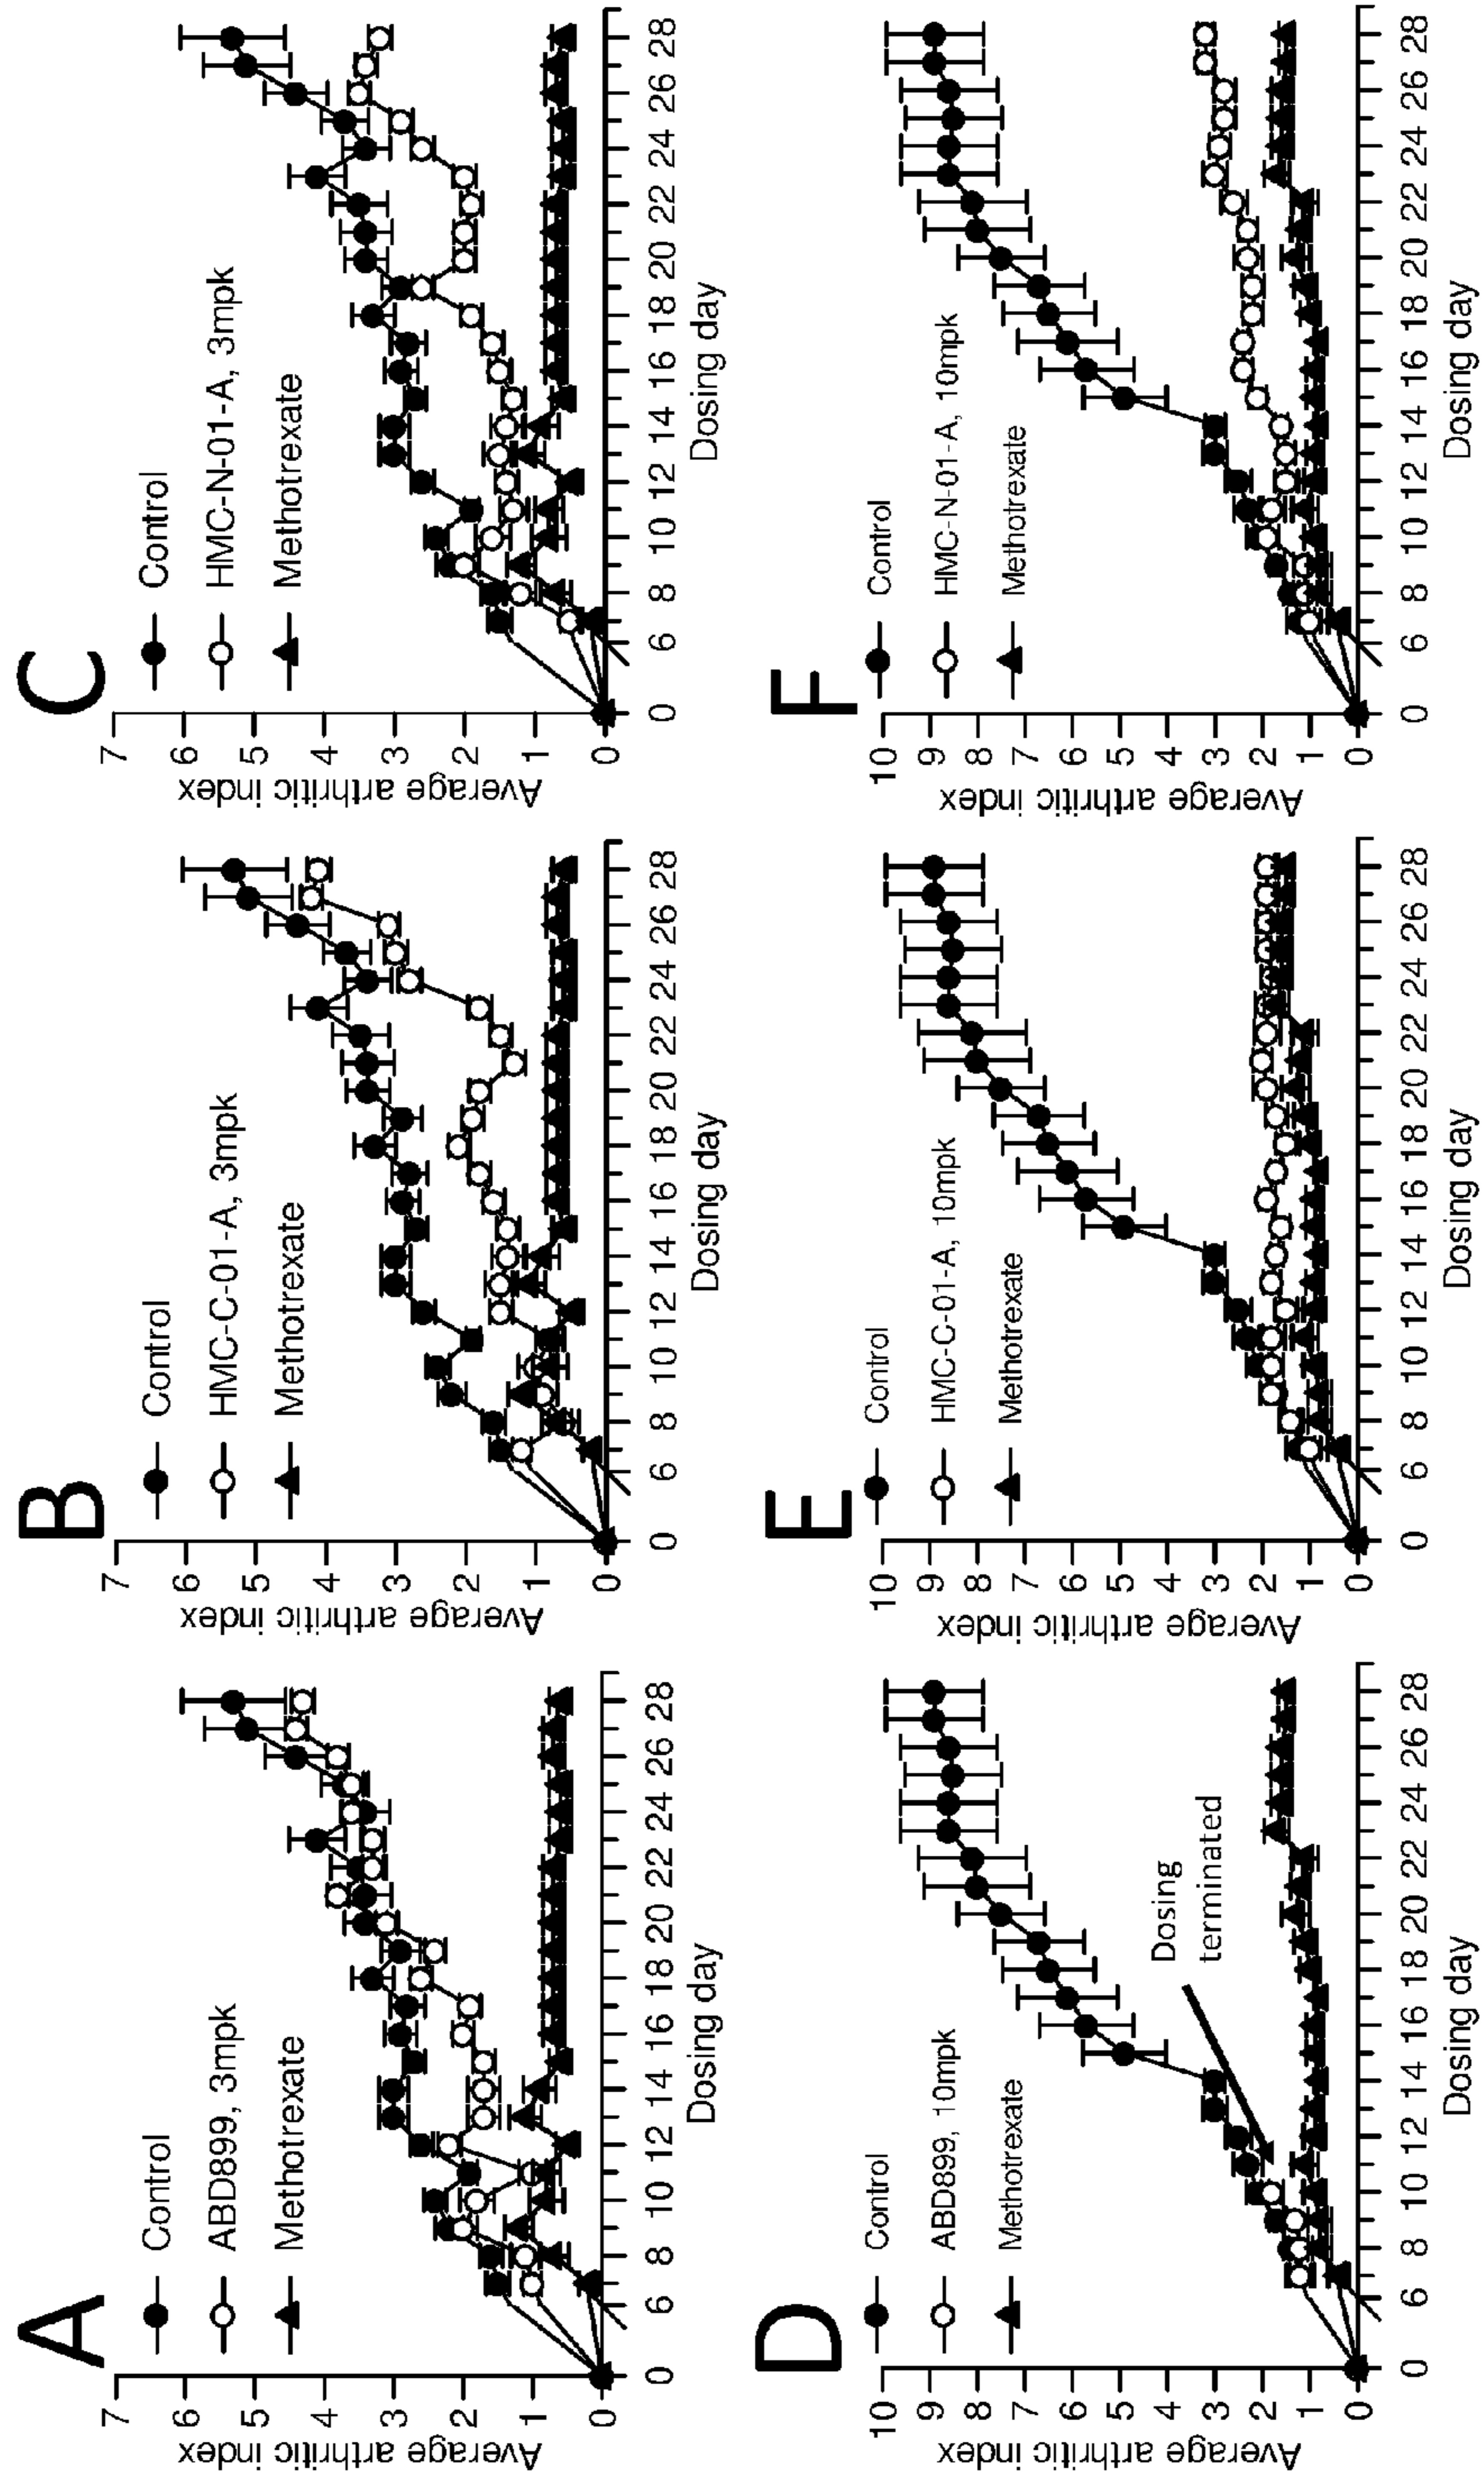 A
7
6
5
4
3
2
1
0
Average arthritic index
Control
ABD899, 3mpk
Methotrexate
0 6 8 10 12 14 16 18 20 22 24 26 28
Dosing day
B
7
6
5
4
3
2
1
0
Average arthritic index
Control
HMC-C-01-A, 3mpk
Methotrexate
0 6 8 10 12 14 16 18 20 22 24 26 28
Dosing day
C
7
6
5
4
3
2
1
0
Average arthritic index
Control
HMC-N-01-A, 3mpk
Methotrexate
0 6 8 10 12 14 16 18 20 22 24 26 28
Dosing day
D
10
9
8
7
6
5
4
3
2
1
0
Average arthritic index
Control
ABD899, 10mpk
Methotrexate
Dosing
terminated
0 6 8 10 12 14 16 18 20 22 24 26 28
Dosing day
E
10
9
8
7
6
5
4
3
2
1
0
Average arthritic index
Control
HMC-C-01-A, 10mpk
Methotrexate
0 6 8 10 12 14 16 18 20 22 24 26 28
Dosing day
F
10
9
8
7
6
5
4
3
2
1
0
Average arthritic index
Control
HMC-N-01-A, 10mpk
Methotrexate
0 6 8 10 12 14 16 18 20 22 24 26 28
Dosing day